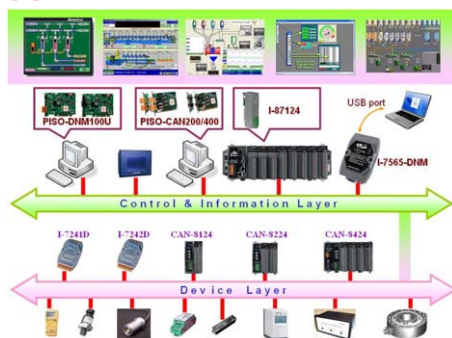 PISO-DNM100U
PISO-CAN200/400
I-87124
USB port
I-7565-DNM
Control & Information Layer
I-7241D
I-7242D
CAN-8124
CAN-8224
CAN-8424
Device Layer